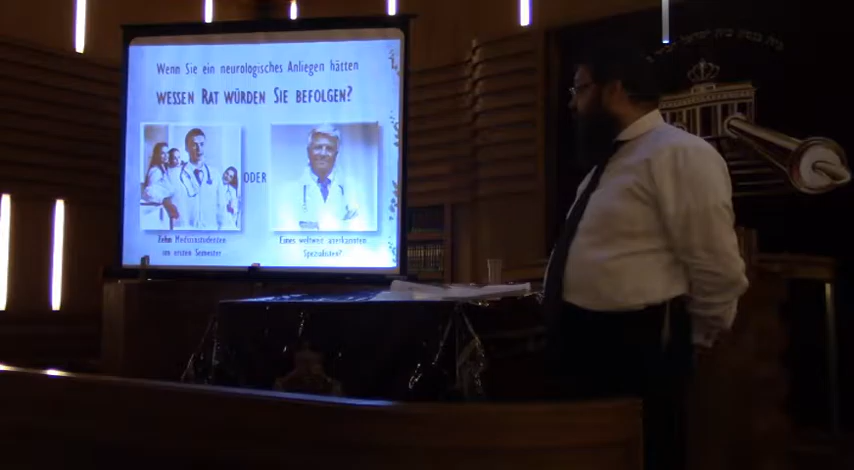 Wenn Sie ein neurologisches Anliegen hätten
WESSEN RAT WÜRDEN SIE BEFOLGEN?
ODER
Zehn Medizinstudenten
im ersten Semester
Eines weltweit anerkannten
Spezialisten?